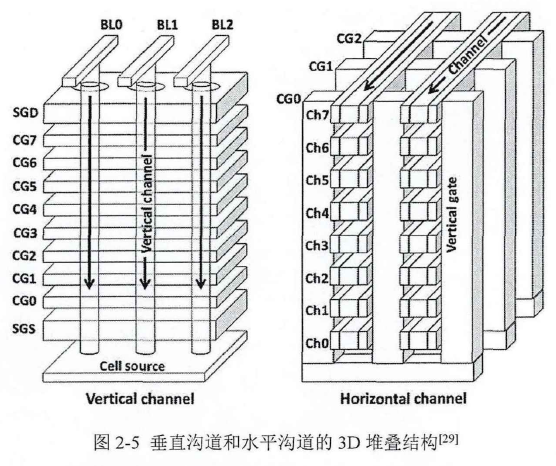 BL0 BL1 BL2
SGD
CG7
CG6
CG5
CG4
CG3
CG2
CG1
CG0
SGS
Vertical channel
Cell source
Vertical channel
CG2
CG1
CG0
Channel
Ch7
Ch6
Ch5
Ch4
Ch3
Ch2
Ch1
Ch0
Vertical gate
Horizontal channel
图 2-5 垂直沟道和水平沟道的 3D 堆叠结构[29]